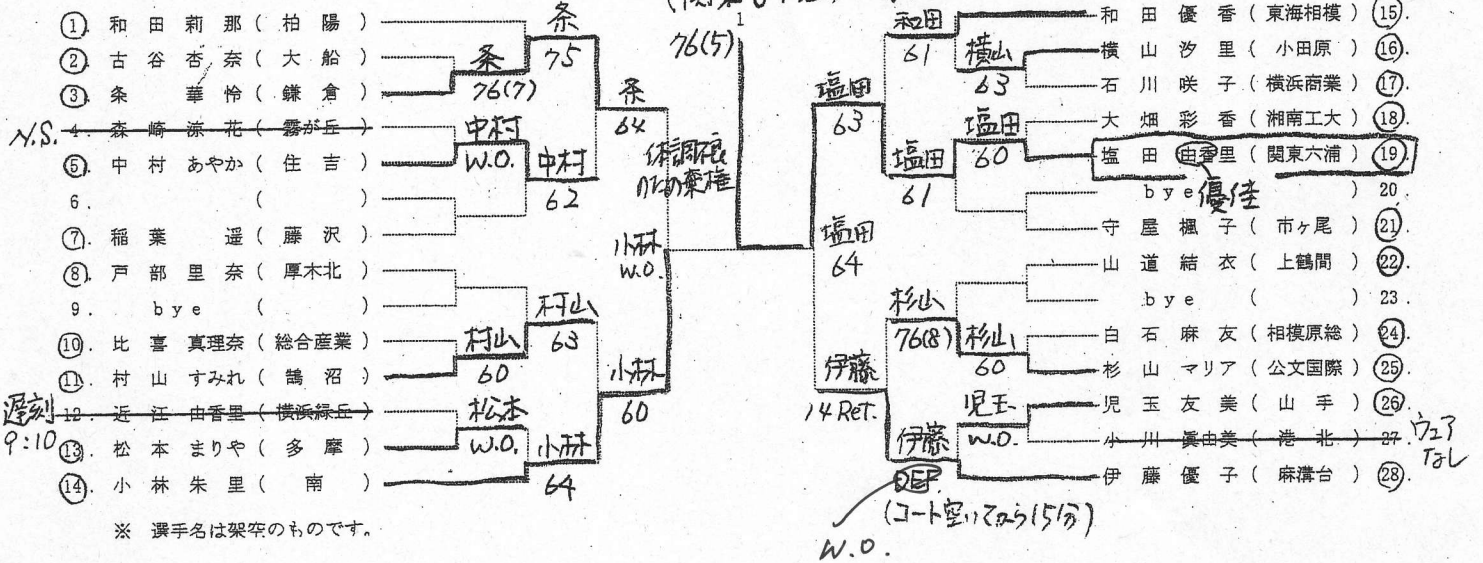 76(5)
① 和田莉那 ( 柏陽 )
② 古谷杏奈 ( 大船 )
③ 条 華怜 ( 鎌倉 )
N.S. 4. 森崎涼花 ( 霧が丘 )
⑤ 中村 あやか ( 住吉 )
6. ( )
⑦ 稲葉 遥 ( 藤沢 )
⑧ 戸部里奈 ( 厚木北 )
9. bye ( )
⑩ 比喜 真理奈 ( 総合産業 )
⑪ 村山 すみれ ( 鵠沼 )
遅刻 9:10 12 近江 由香里 ( 横浜緑丘 )
⑬ 松本 まりや ( 多摩 )
⑭ 小林朱里 ( 南 )
※ 選手名は架空のものです。
条
76(7)
中村
W.O.
村山
60
松本
W.O.
条
75
中村
62
村山
63
小林
64
条
64
小林
60
体調不良
のための棄権
小林
W.O.
塩田
64
塩田
63
伊藤
14 Ret.
和田
61
塩田
61
杉山
76(8)
伊藤
DEF.
(コート空いてから15分)
W.O.
横山
63
塩田
60
杉山
60
児玉
W.O.
和田優香 ( 東海相模 ) ⑮.
横山汐里 ( 小田原 ) ⑯.
石川咲子 ( 横浜商業 ) ⑰.
大畑彩香 ( 湘南工大 ) ⑱.
塩田 由香里 ( 関東六浦 ) ⑲.
優佳
bye ) 20.
守屋楓子 ( 市ヶ尾 ) ㉑.
山道結衣 ( 上鶴間 ) ㉒.
bye ( ) 23.
白石麻友 ( 相模原総 ) ㉔.
杉山 マリア ( 公文国際 ) ㉕.
児玉友美 ( 山手 ) ㉖.
小川眞由美 ( 港北 ) 27.
ウェア
なし
伊藤優子 ( 麻溝台 ) ㉘.